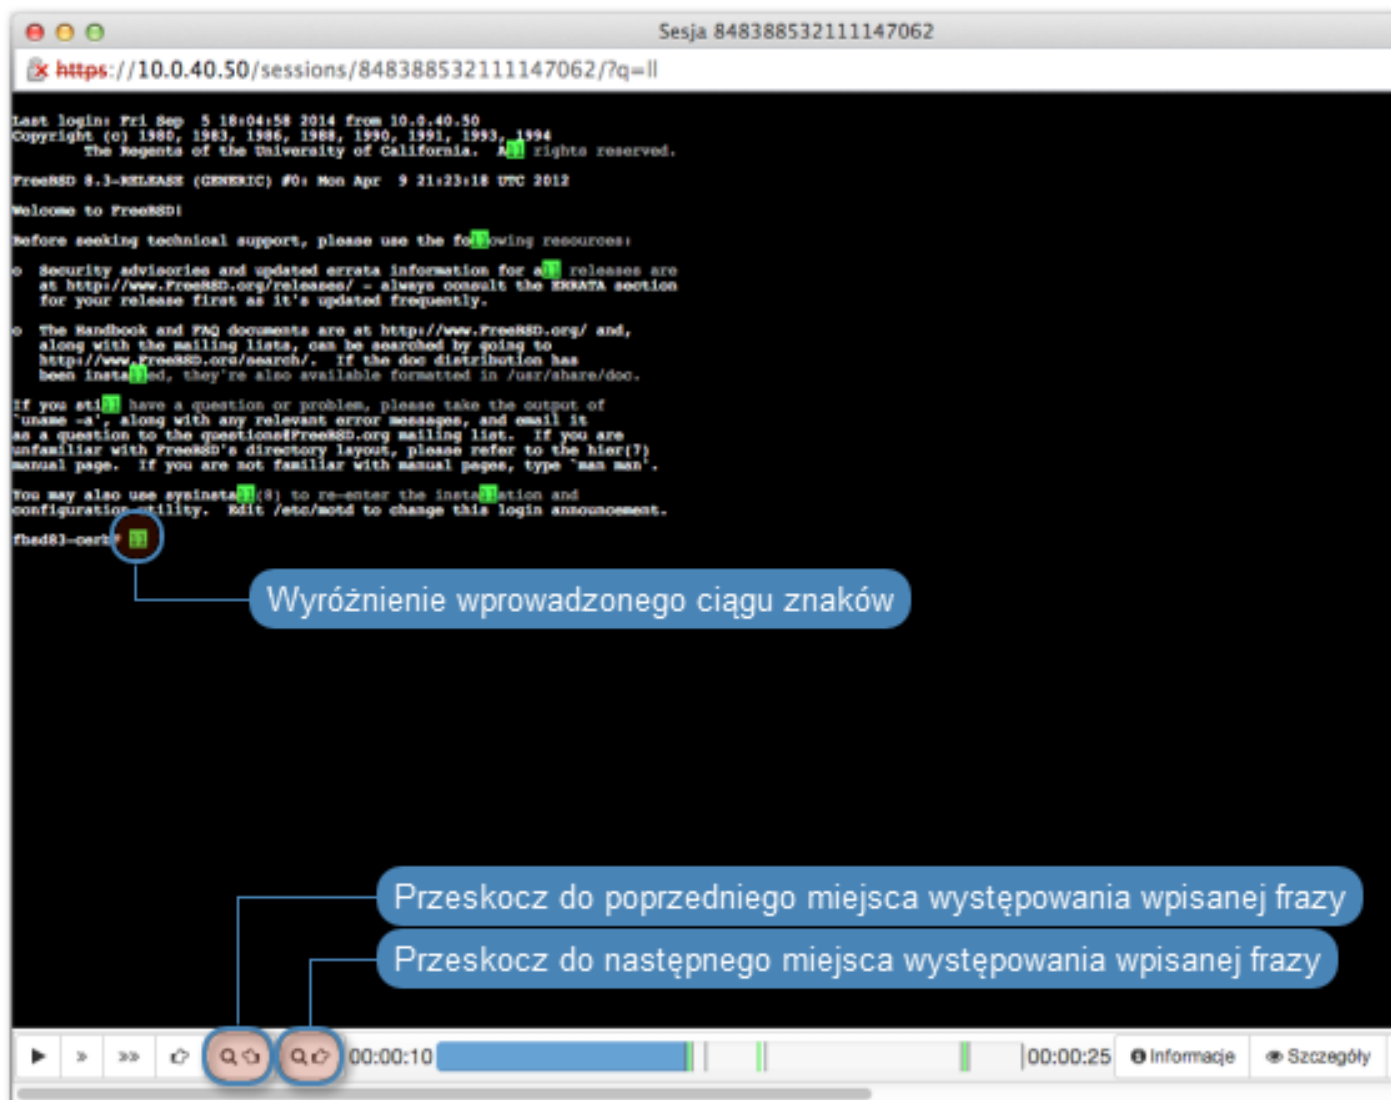 Sesja 848388532111147062
https://10.0.40.50/sessions/848388532111147062/?q=ll
Last login: Fri Sep  5 18:04:58 2014 from 10.0.40.50
Copyright (c) 1980, 1983, 1986, 1988, 1990, 1991, 1993, 1994
The Regents of the University of California.  All rights reserved.
FreeBSD 8.3-RELEASE (GENERIC) #0: Mon Apr  9 21:23:18 UTC 2012
Welcome to FreeBSD!
Before seeking technical support, please use the following resources:
o  Security advisories and updated errata information for all releases are
at http://www.FreeBSD.org/releases/ - always consult the ERRATA section
for your release first as it's updated frequently.
o  The Handbook and FAQ documents are at http://www.FreeBSD.org/ and,
along with the mailing lists, can be searched by going to
http://www.FreeBSD.org/search/.  If the doc distribution has
been installed, they're also available formatted in /usr/share/doc.
If you still have a question or problem, please take the output of
`uname -a', along with any relevant error messages, and email it
as a question to the questions@FreeBSD.org mailing list.  If you are
unfamiliar with FreeBSD's directory layout, please refer to the hier(7)
manual page.  If you are not familiar with manual pages, type `man man'.
You may also use sysinstall(8) to re-enter the installation and
configuration utility.  Edit /etc/motd to change this login announcement.
fbsd83-cerb# ll
Wyróżnienie wprowadzonego ciągu znaków
Przeskocz do poprzedniego miejsca występowania wpisanej frazy
Przeskocz do następnego miejsca występowania wpisanej frazy
00:00:10 00:00:25 Informacje Szczegóły